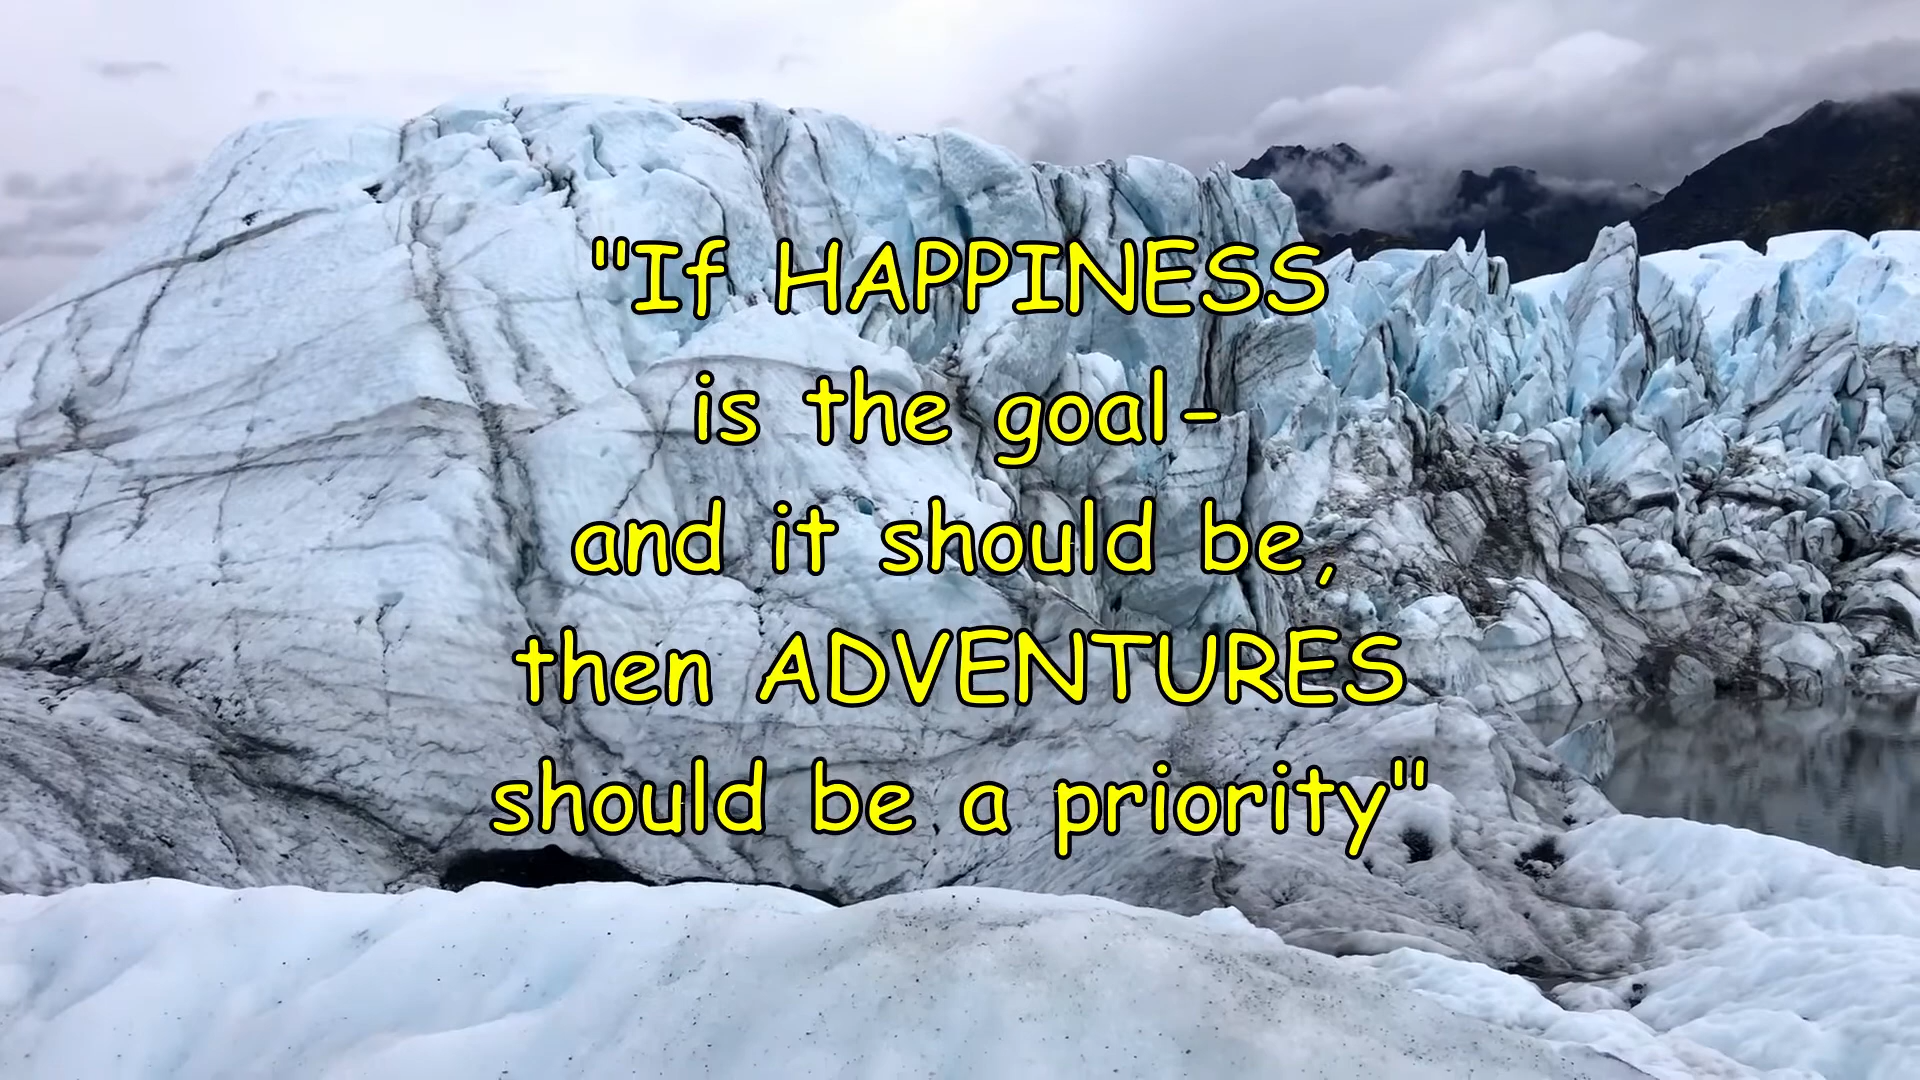 "If HAPPINESS
is the goal-
and it should be,
then ADVENTURES
should be a priority"